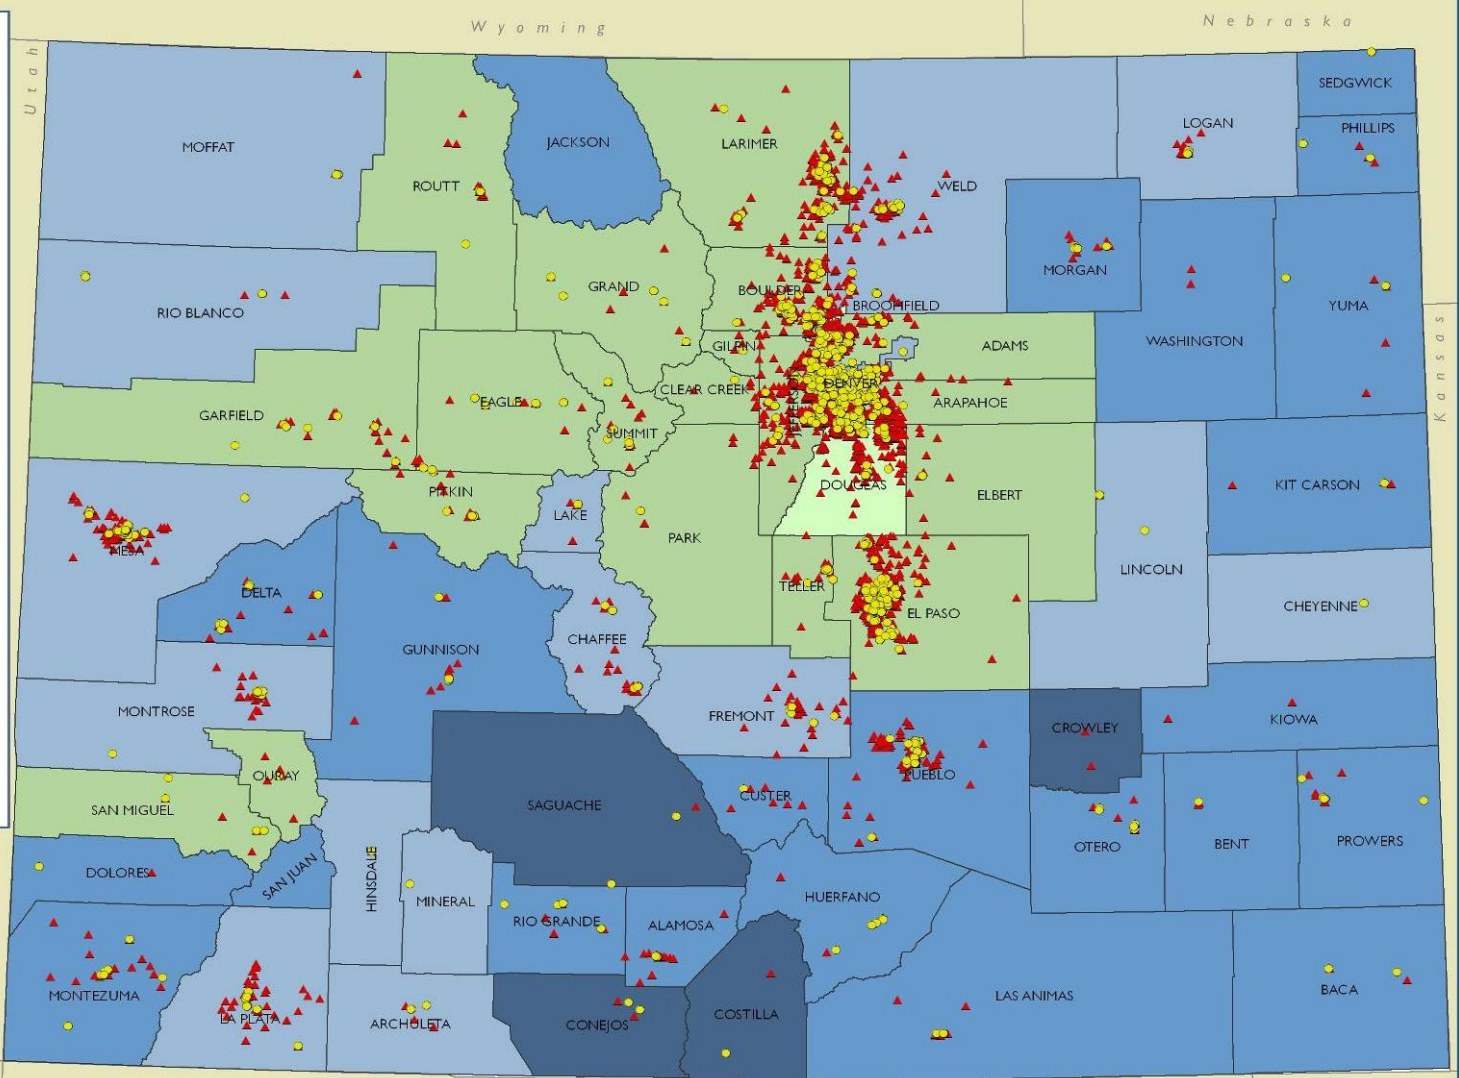 Wyoming
Nebraska
Utah
SEDGWICK
LOGAN
PHILLIPS
JACKSON
LARIMER
MOFFAT
ROUTT
WELD
MORGAN
GRAND
BOULDER
BROOMFIELD
YUMA
RIO BLANCO
WASHINGTON
Kansas
GILPIN
ADAMS
DENVER
CLEAR CREEK
JEFFERSON
ARAPAHOE
EAGLE
GARFIELD
SUMMIT
DOUGLAS
KIT CARSON
PITKIN
ELBERT
LAKE
PARK
MESA
LINCOLN
DELTA
TELLER
CHEYENNE
EL PASO
CHAFFEE
GUNNISON
MONTROSE
FREMONT
KIOWA
CROWLEY
OURAY
PUEBLO
CUSTER
SAGUACHE
SAN MIGUEL
OTERO
BENT
PROWERS
DOLORES
SAN JUAN
HINSDALE
MINERAL
HUERFANO
RIO GRANDE
ALAMOSA
MONTEZUMA
LAS ANIMAS
BACA
LA PLATA
ARCHULETA
CONEJOS
COSTILLA